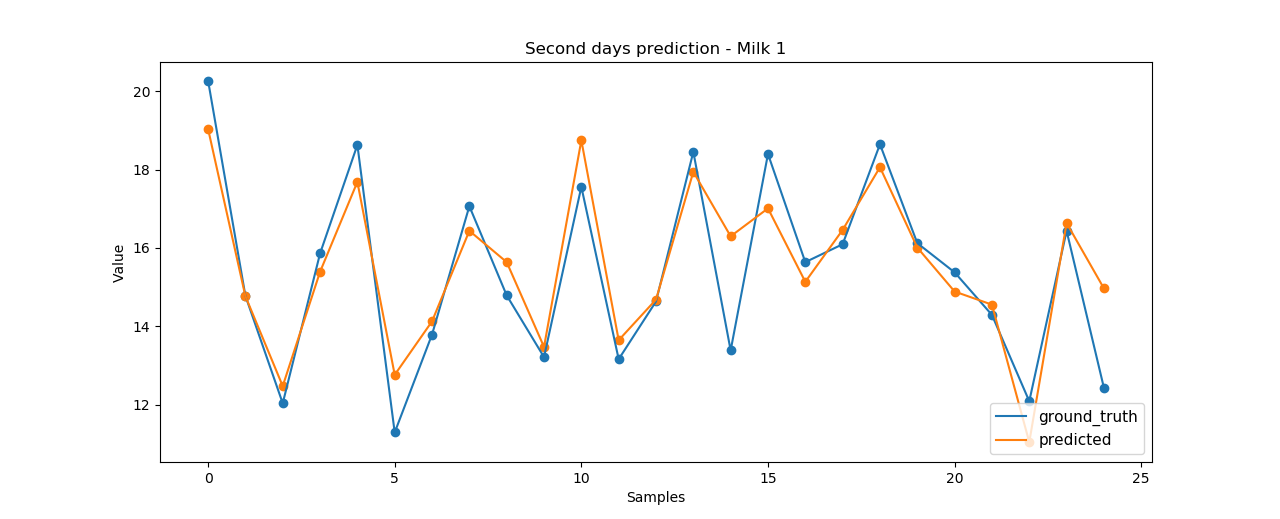 Second days prediction - Milk 1
Value
20
18
16
14
12
ground_truth
predicted
0 5 10 15 20 25
Samples